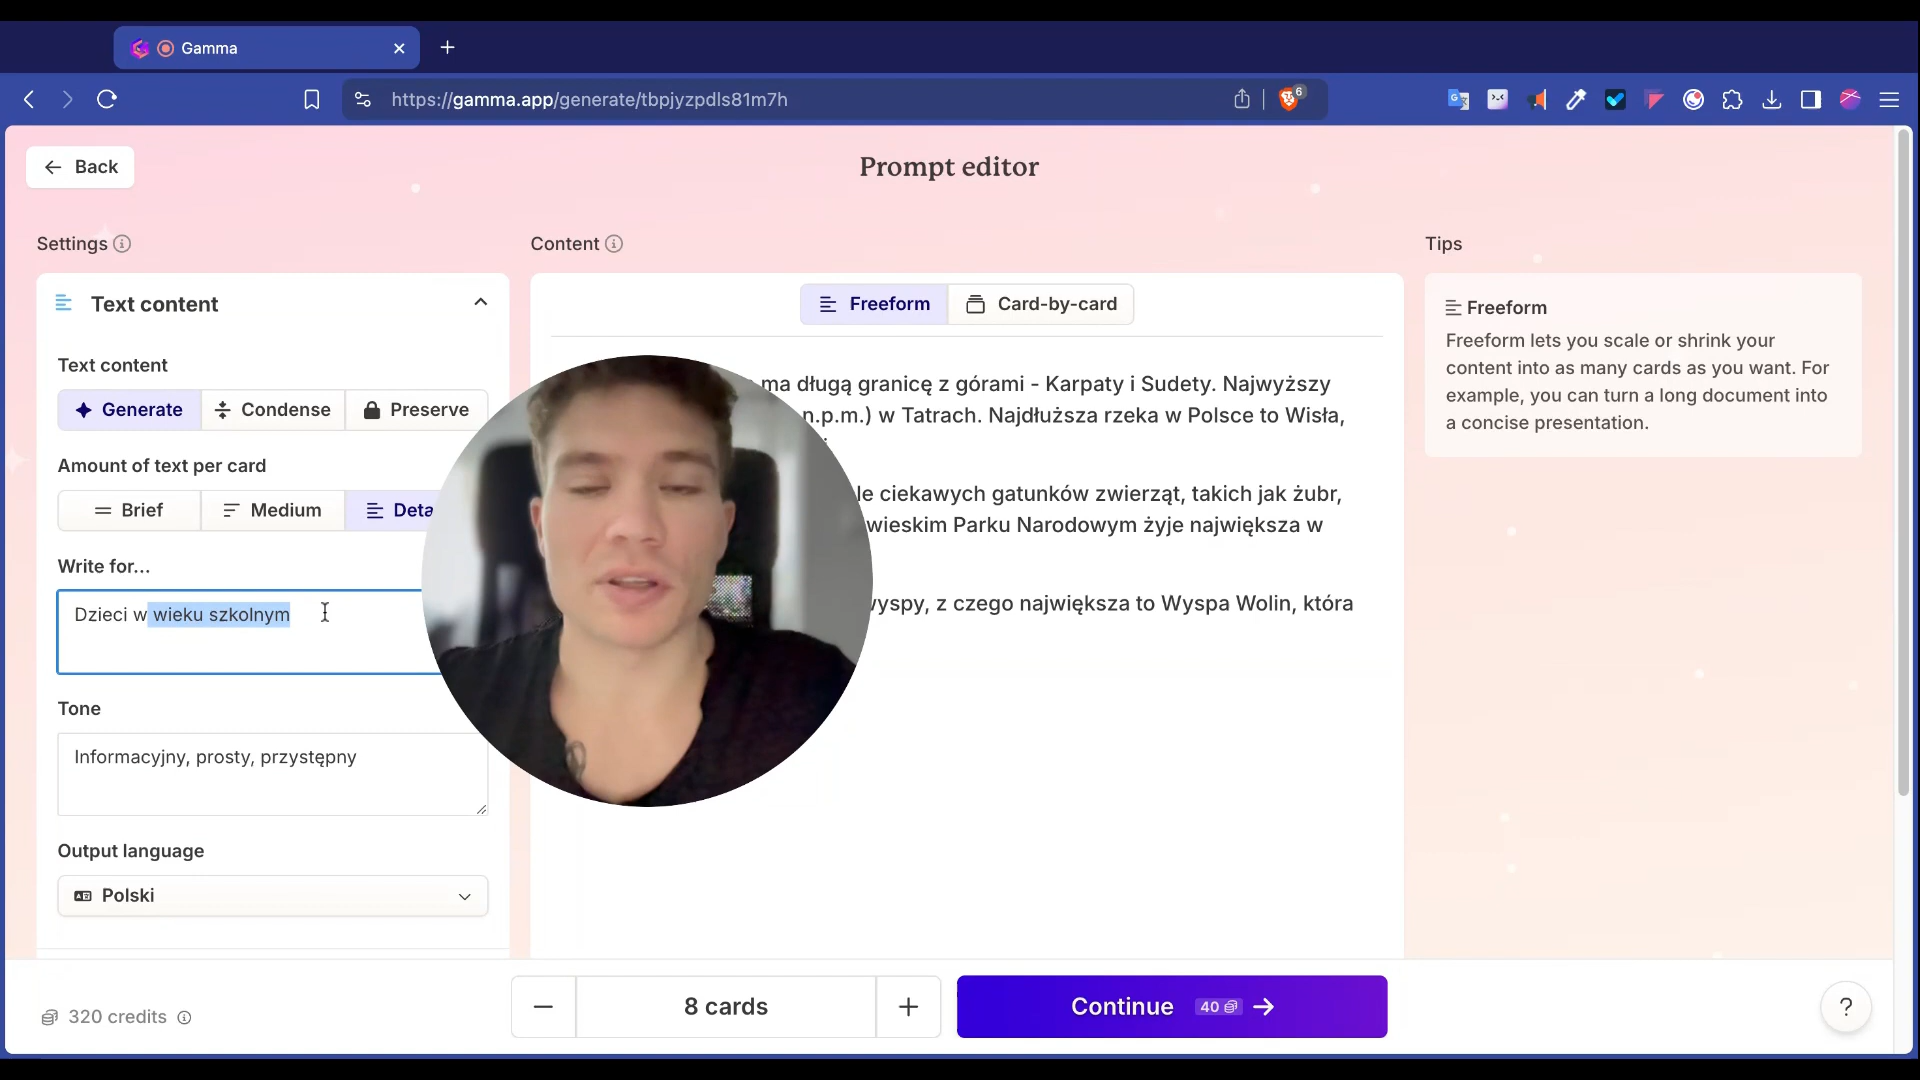 Gamma
https://gamma.app/generate/tbpjyzpdls81m7h
6
Back
Prompt editor
Settings
Content
Tips
Text content
Freeform
Card-by-card
Freeform
Text content
Freeform lets you scale or shrink your
content into as many cards as you want. For
example, you can turn a long document into
a concise presentation.
ma długą granicę z górami - Karpaty i Sudety. Najwyższy
Generate
Condense
Preserve
n.p.m.) w Tatrach. Najdłuższa rzeka w Polsce to Wisła,
Amount of text per card
le ciekawych gatunków zwierząt, takich jak żubr,
Brief
Medium
Deta
wieskim Parku Narodowym żyje największa w
Write for...
Dzieci w wieku szkolnym
wyspy, z czego największa to Wyspa Wolin, która
Tone
Informacyjny, prosty, przystępny
Output language
Polski
320 credits
8 cards
Continue
40
?